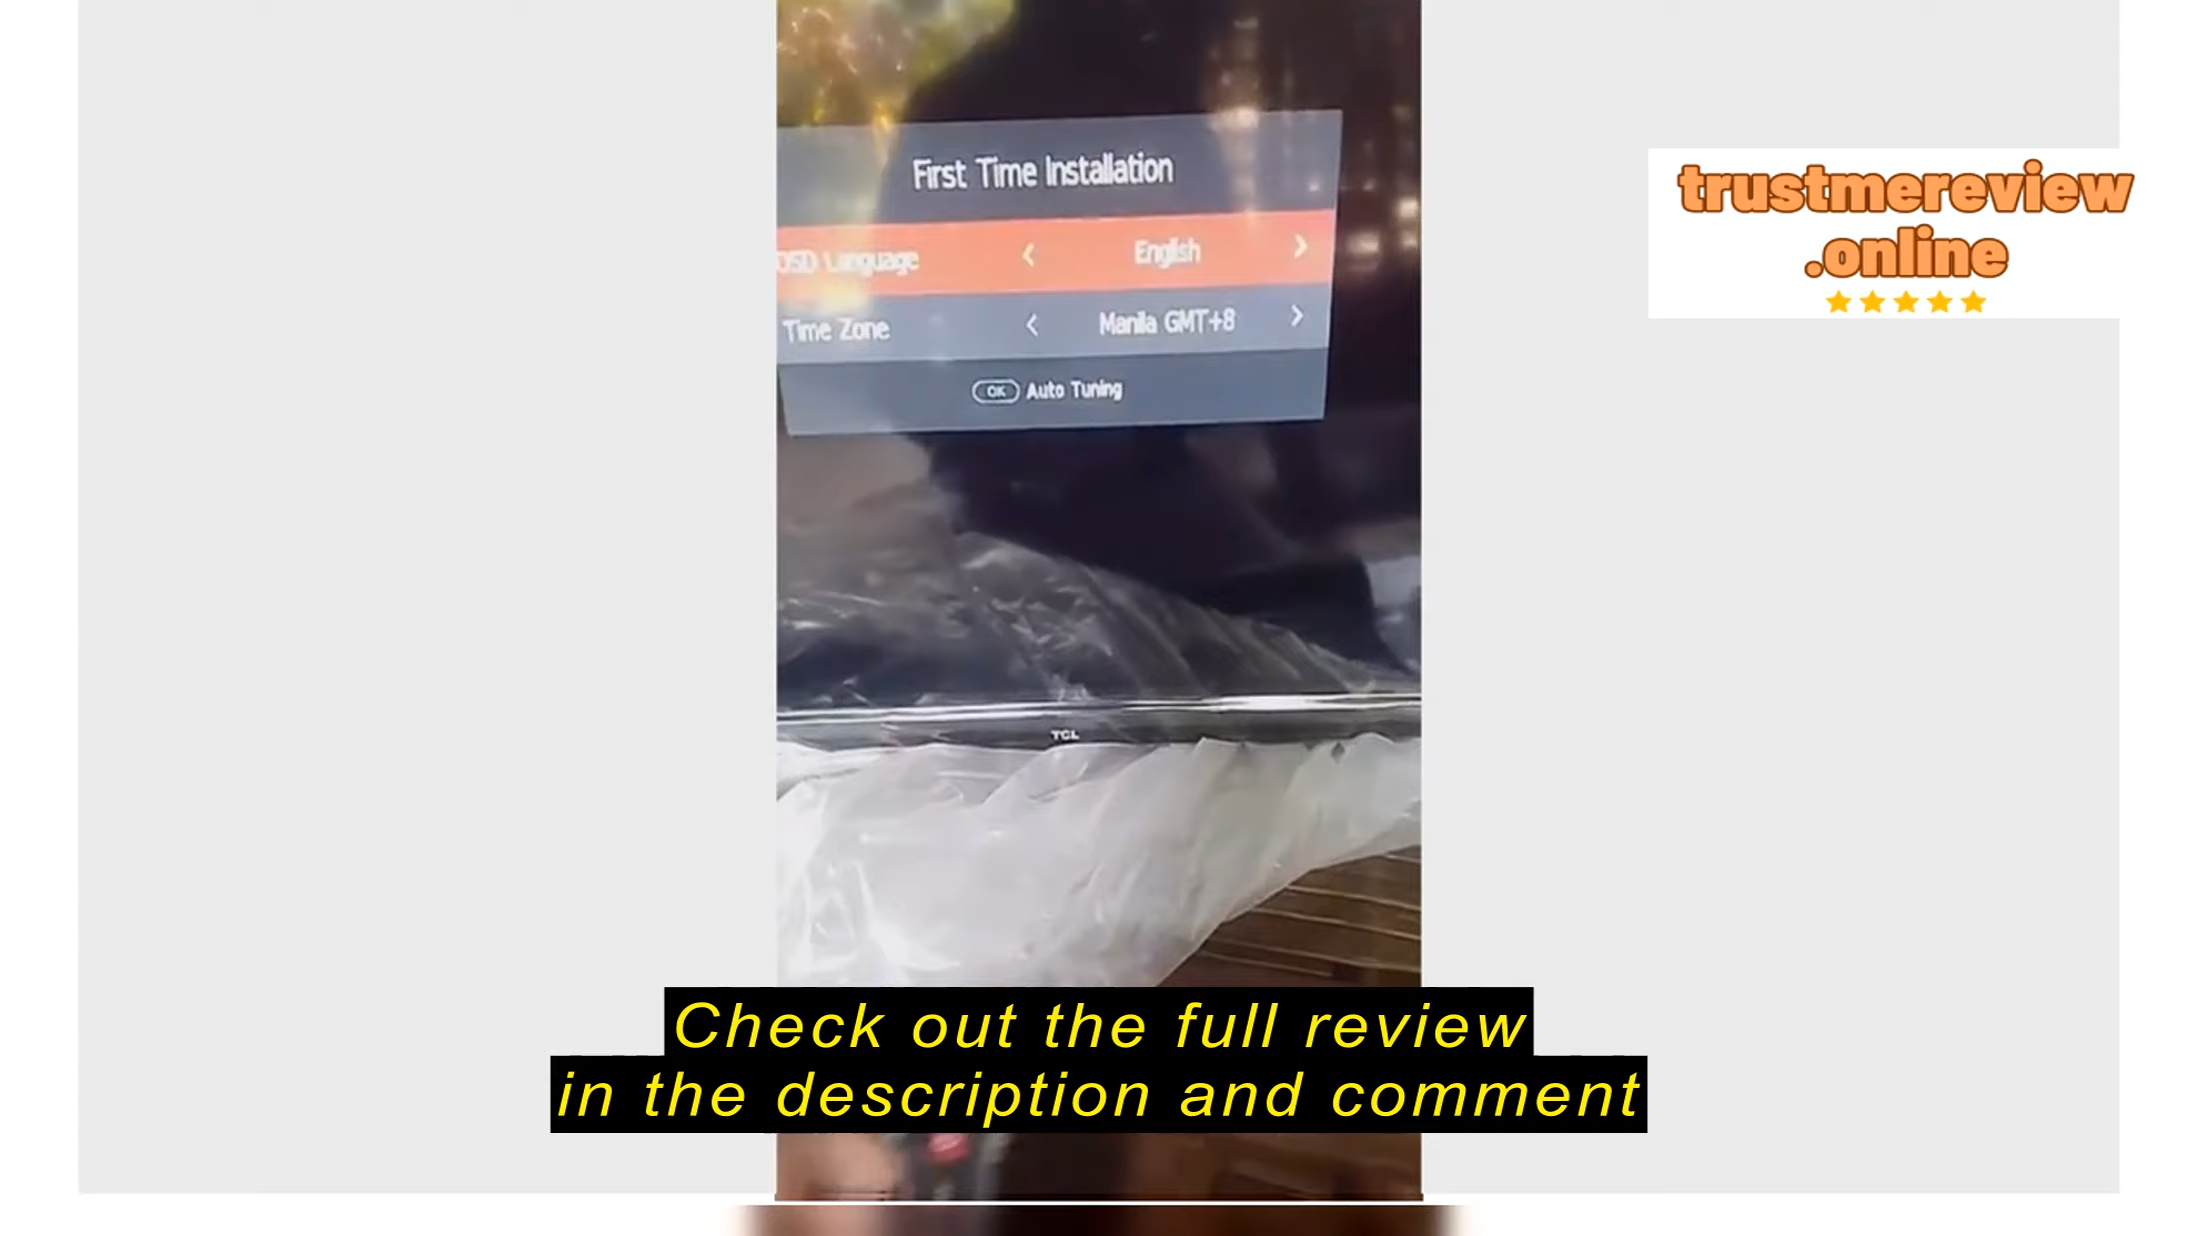 First Time Installation
OSD Language < English >
Time Zone < Manila GMT+8 >
OK Auto Tuning
trustmereview
.online
TCL
Check out the full review
in the description and comment